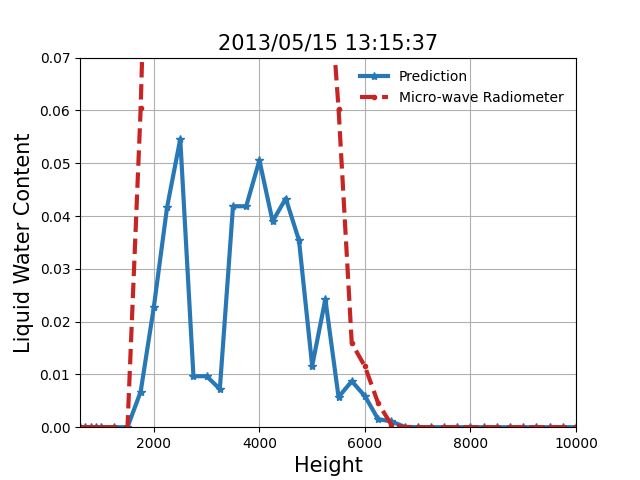 2013/05/15 13:15:37
0.07
0.06
0.05
0.04
0.03
0.02
0.01
0.00
Liquid Water Content
Prediction
Micro-wave Radiometer
2000 4000 6000 8000 10000
Height